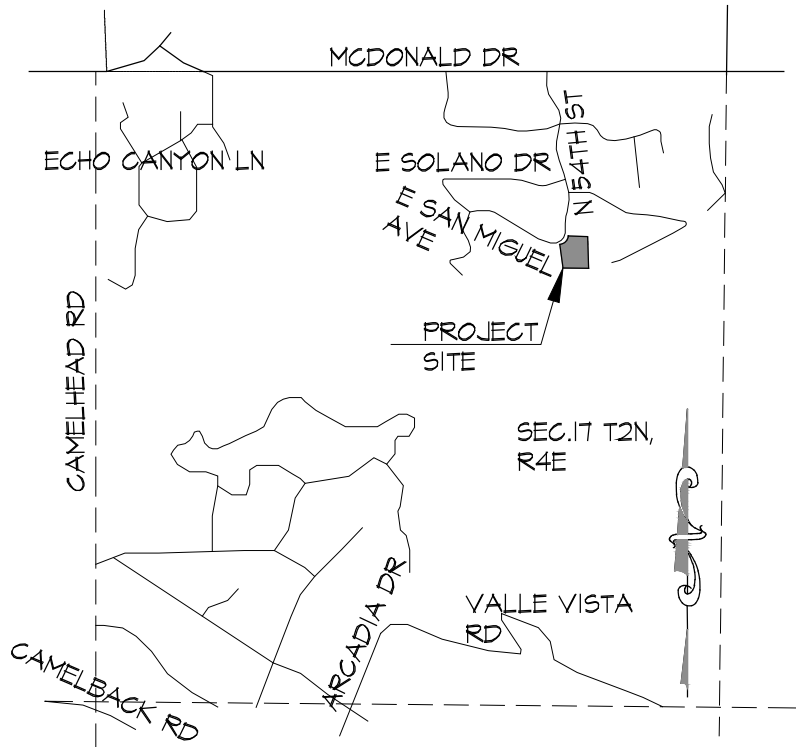 MCDONALD DR
N 54TH ST
ECHO CANYON LN
E SOLANO DR
E SAN MIGUEL
AVE
CAMELHEAD RD
PROJECT
SITE
SEC.17 T2N,
R4E
ARCADIA DR
VALLE VISTA
RD
CAMELBACK RD